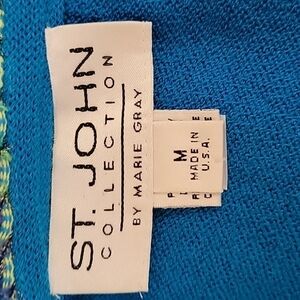 ST. JOHN
COLLECTION
BY MARIE GRAY
M
MADE IN
U.S.A.